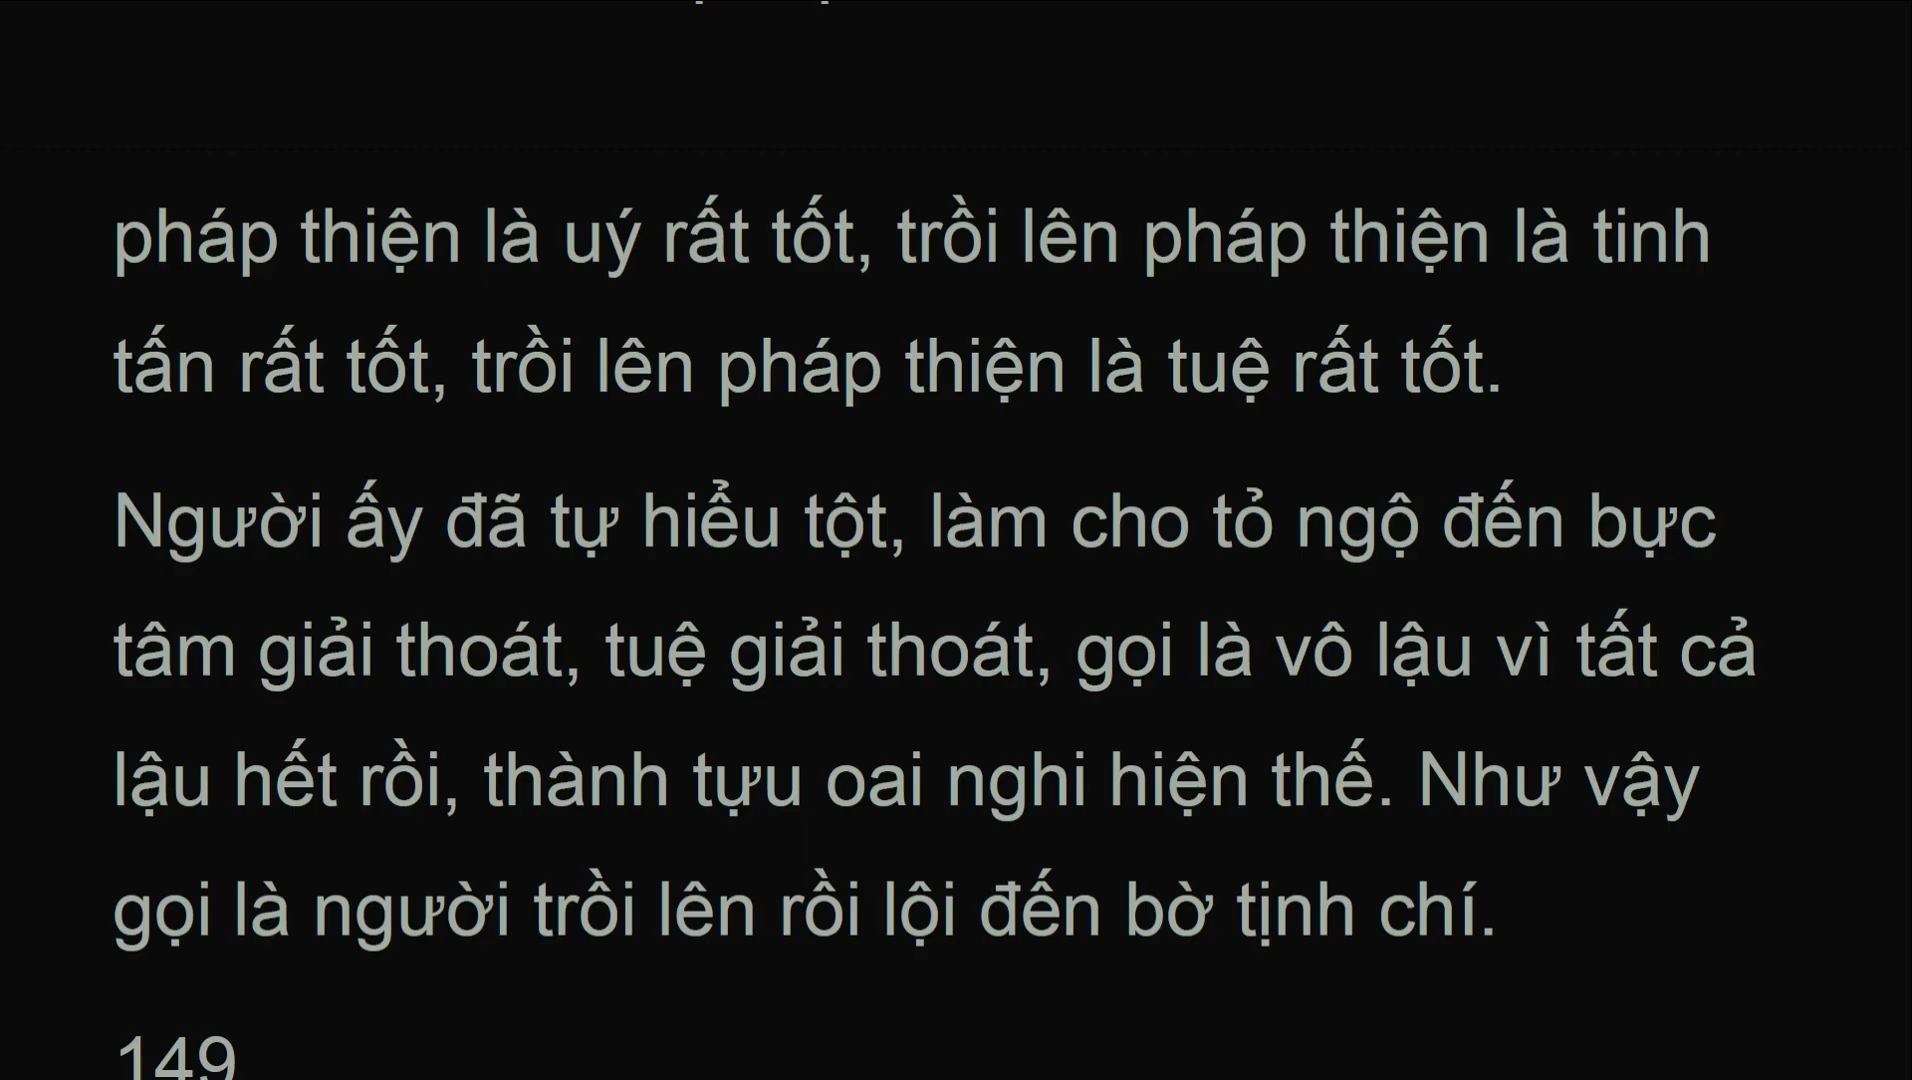 pháp thiện là uý rất tốt, trồi lên pháp thiện là tinh
tấn rất tốt, trồi lên pháp thiện là tuệ rất tốt.
Người ấy đã tự hiểu tột, làm cho tỏ ngộ đến bực
tâm giải thoát, tuệ giải thoát, gọi là vô lậu vì tất cả
lậu hết rồi, thành tựu oai nghi hiện thế. Như vậy
gọi là người trồi lên rồi lội đến bờ tịnh chí.
149